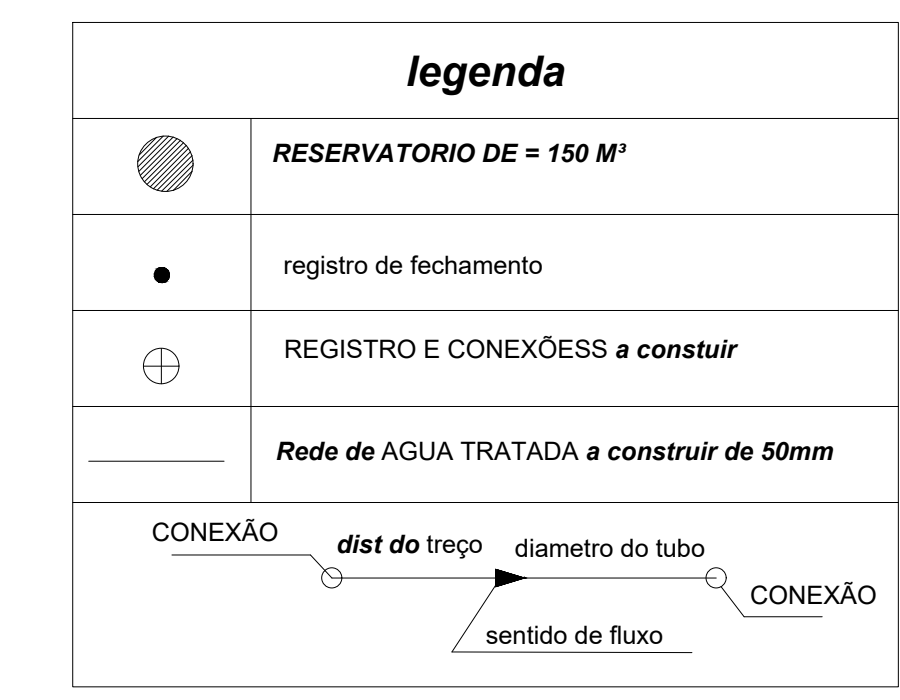 legenda
RESERVATORIO DE = 150 M³
registro de fechamento
REGISTRO E CONEXÕESS a constuir
Rede de AGUA TRATADA a construir de 50mm
CONEXÃO
dist do treço
diametro do tubo
CONEXÃO
sentido de fluxo